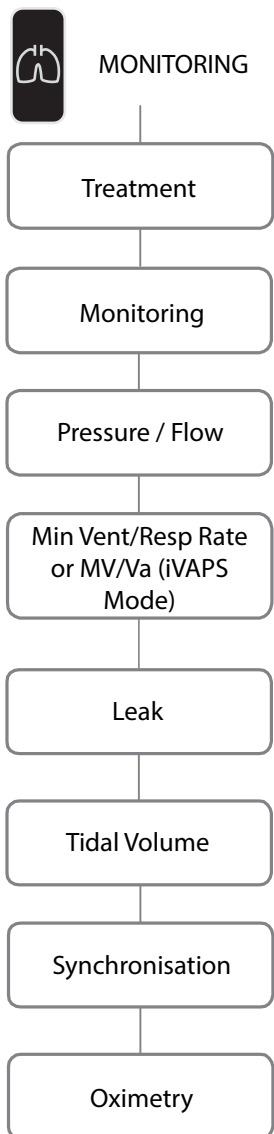 MONITORING
Treatment
Monitoring
Pressure / Flow
Min Vent/Resp Rate
or MV/Va (iVAPS
Mode)
Leak
Tidal Volume
Synchronisation
Oximetry